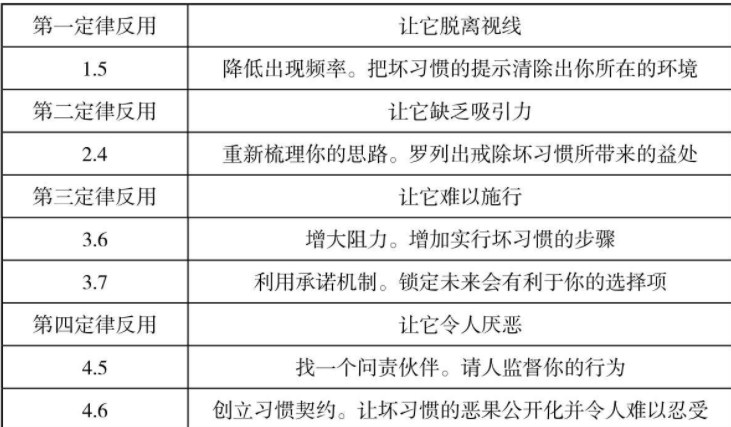 第一定律反用 让它脱离视线
1.5 降低出现频率。把坏习惯的提示清除出你所在的环境
第二定律反用 让它缺乏吸引力
2.4 重新梳理你的思路。罗列出戒除坏习惯所带来的益处
第三定律反用 让它难以施行
3.6 增大阻力。增加实行坏习惯的步骤
3.7 利用承诺机制。锁定未来会有利于你的选择项
第四定律反用 让它令人厌恶
4.5 找一个问责伙伴。请人监督你的行为
4.6 创立习惯契约。让坏习惯的恶果公开化并令人难以忍受